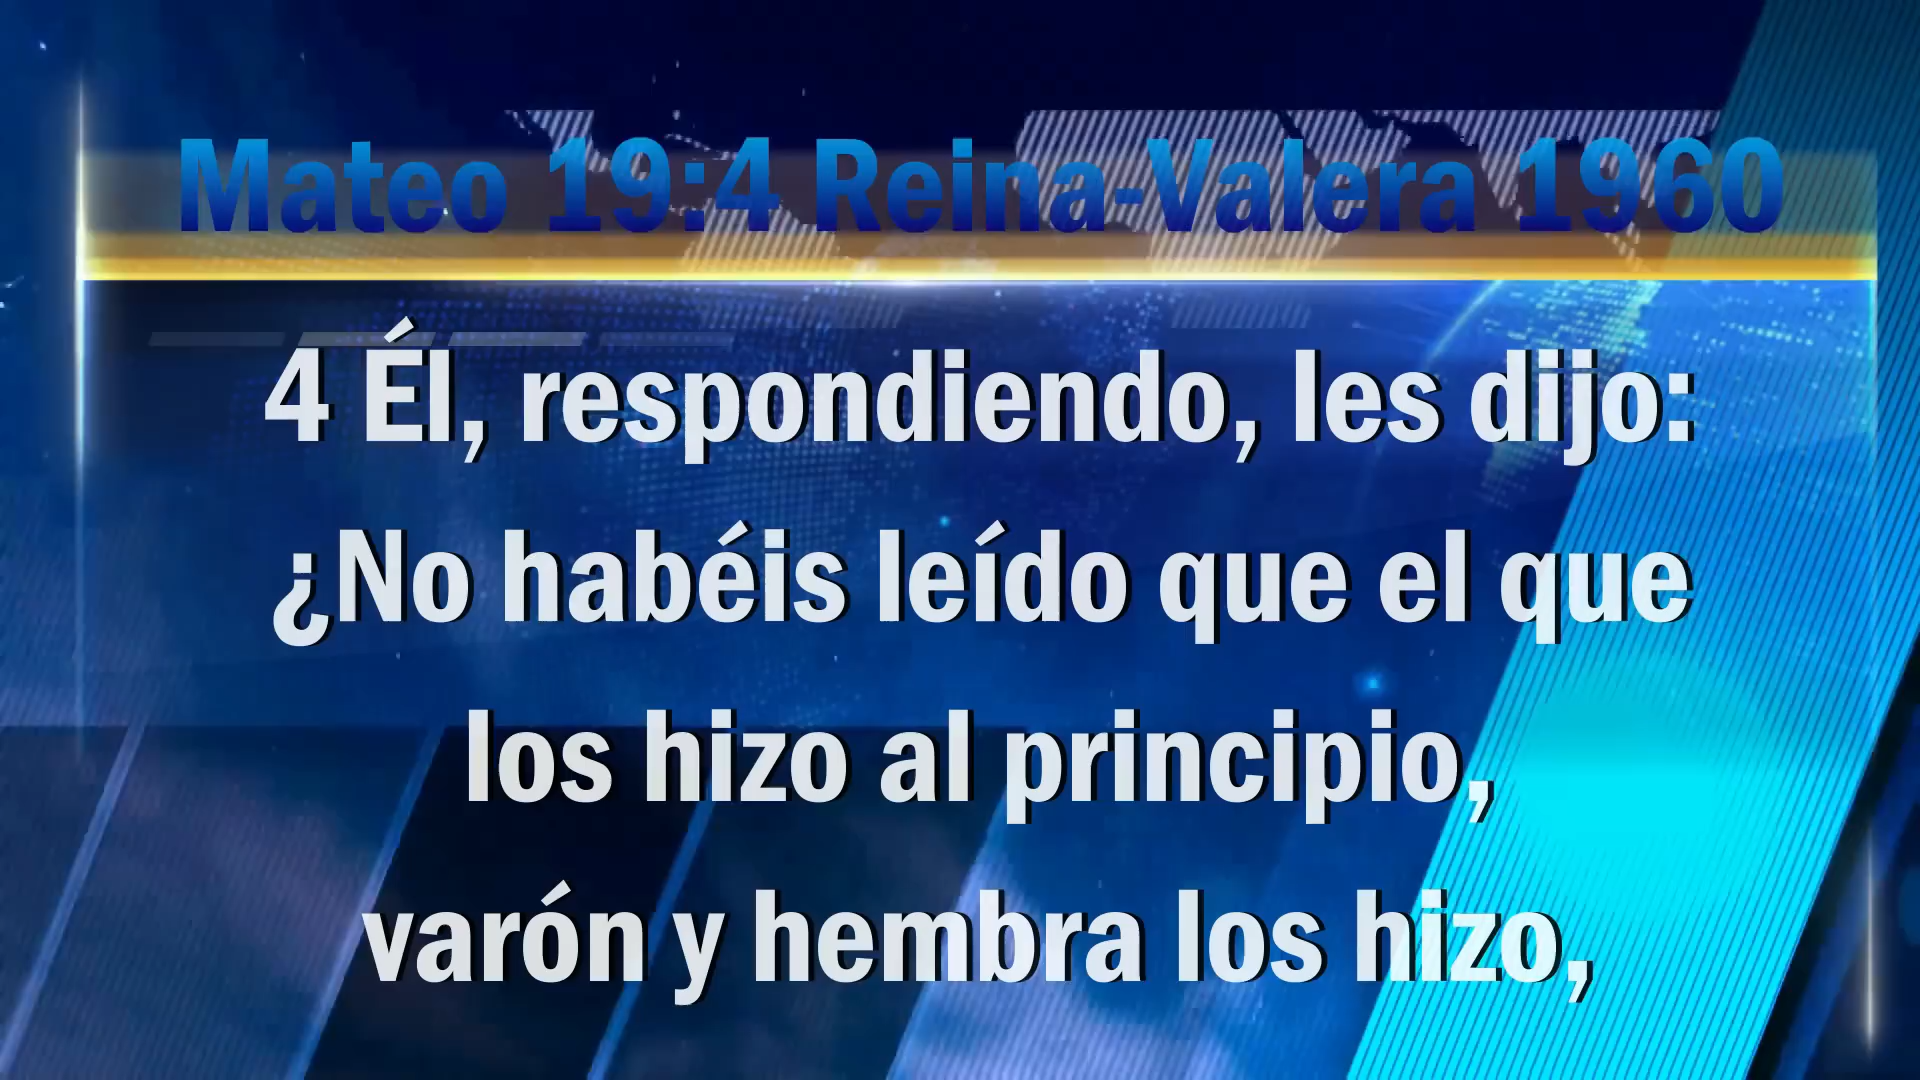 Mateo 19:4 Reina-Valera 1960
4 Él, respondiendo, les dijo:
¿No habéis leído que el que
los hizo al principio,
varón y hembra los hizo,